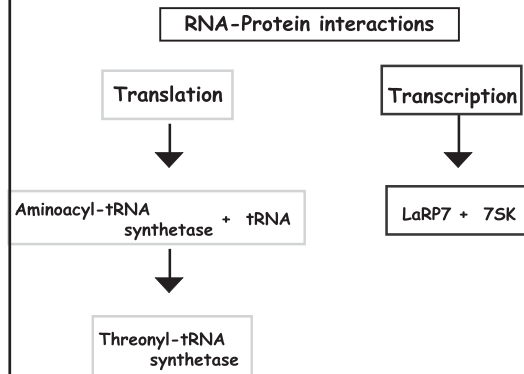 RNA-Protein interactions
Translation
Transcription
Aminoacyl-tRNA
synthetase + tRNA
LaRP7 + 7SK
Threonyl-tRNA
synthetase